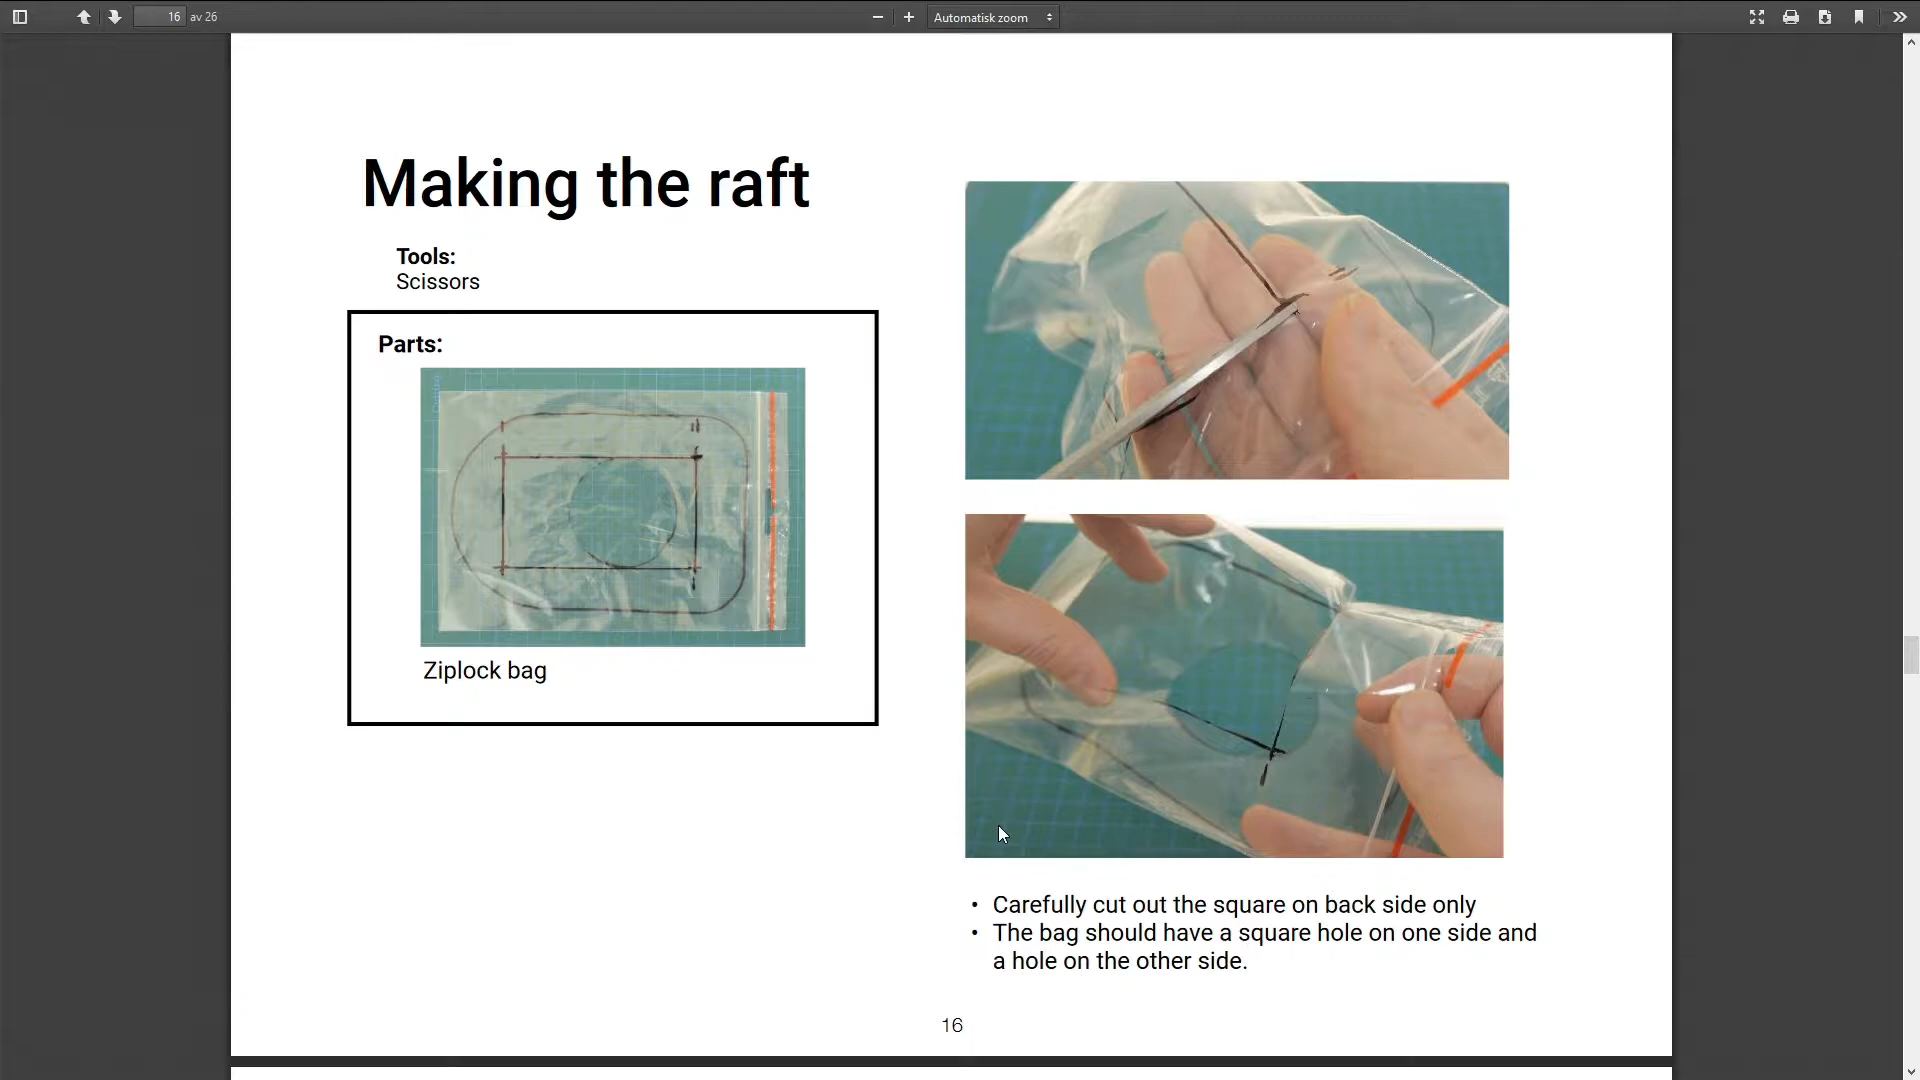 16 av 26
Automatisk zoom
Making the raft
Tools:
Scissors
Parts:
Ziplock bag
• Carefully cut out the square on back side only
• The bag should have a square hole on one side and
a hole on the other side.
16